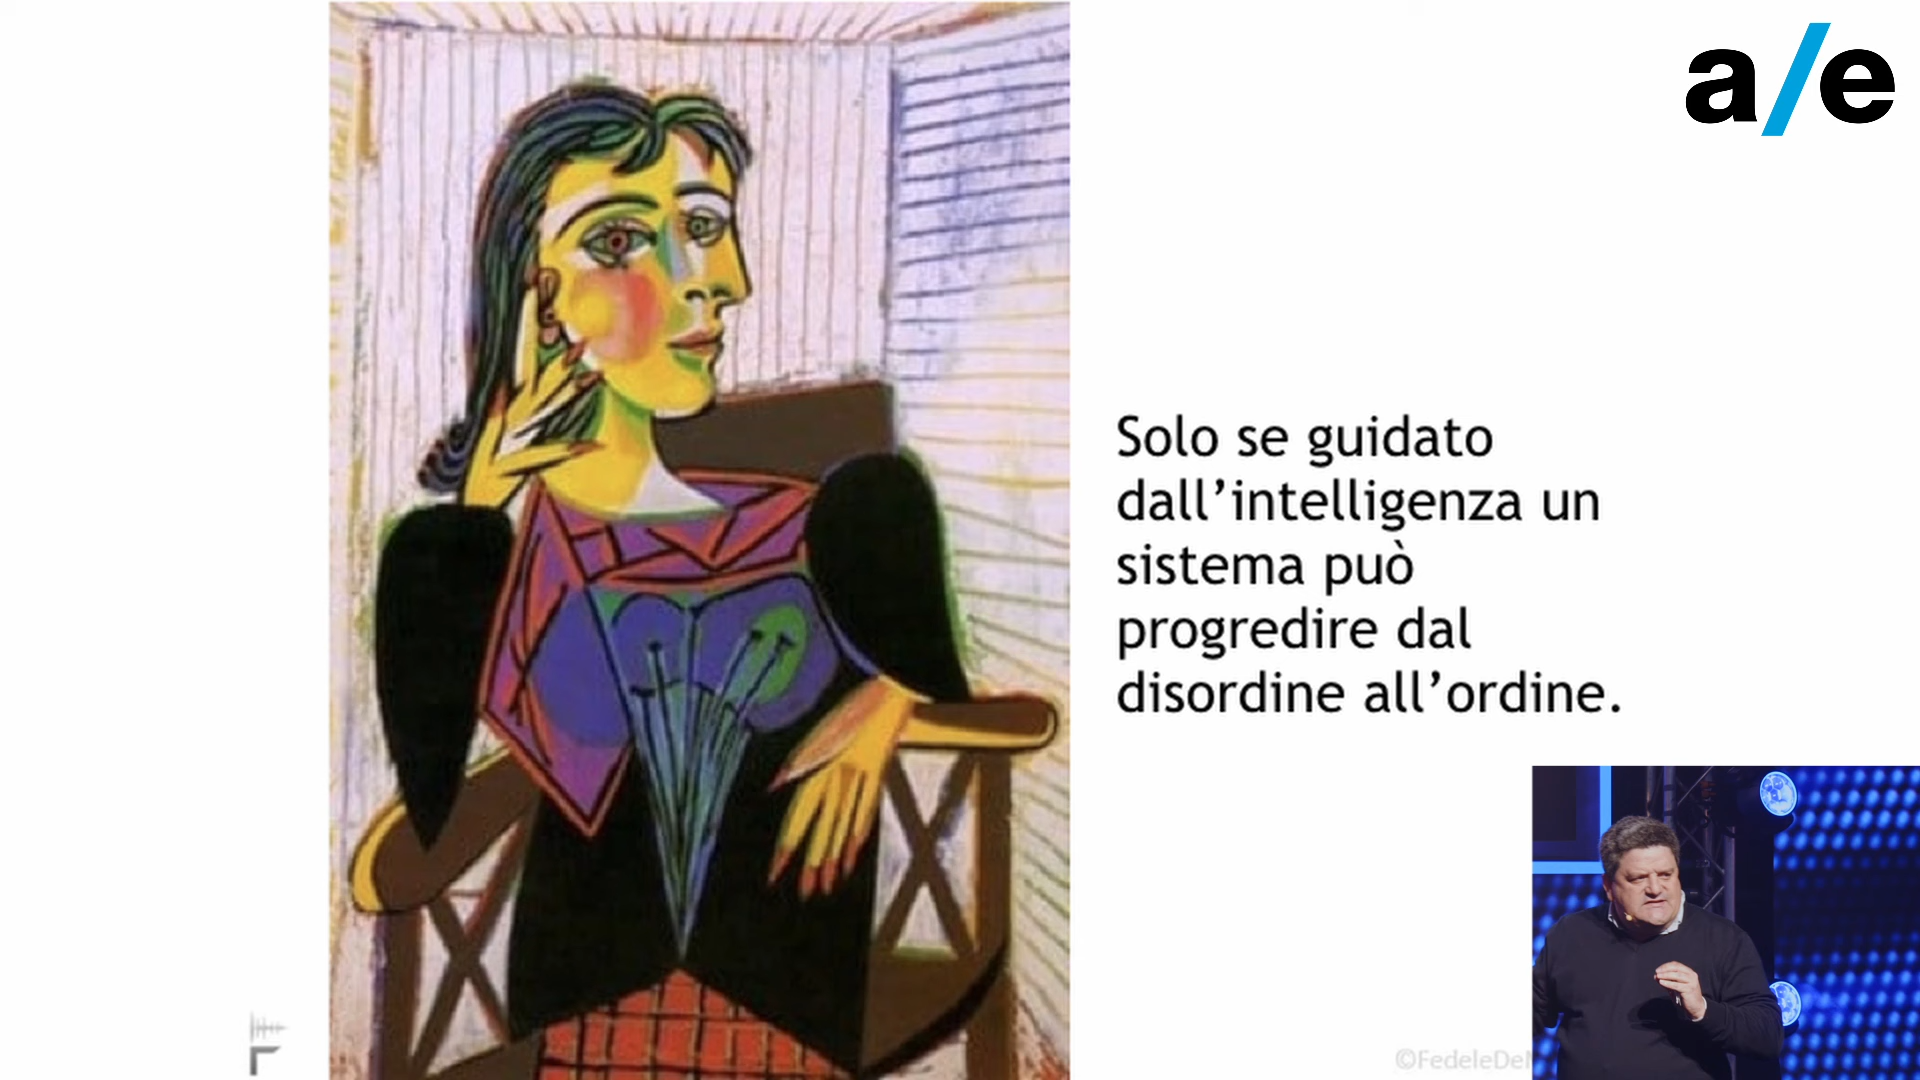 a/e
Solo se guidato
dall’intelligenza un
sistema può
progredire dal
disordine all’ordine.